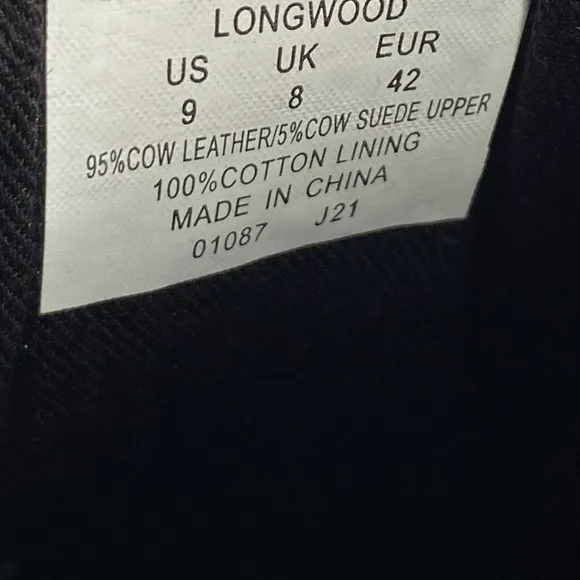 LONGWOOD
US UK EUR
9 8 42
95%COW LEATHER/5%COW SUEDE UPPER
100%COTTON LINING
MADE IN CHINA
01087 J21